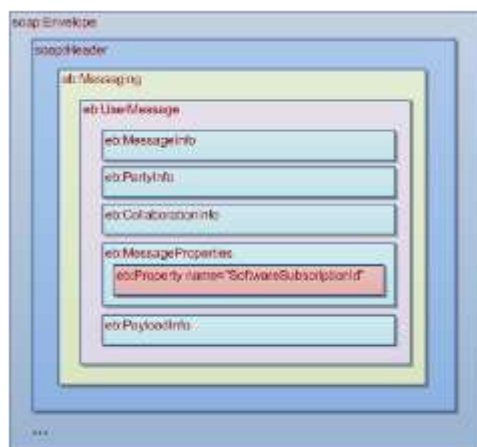 soap:Envelope
soap:Header
eb:Messaging
eb:UserMessage
eb:MessageInfo
eb:PartyInfo
eb:CollaborationInfo
eb:MessageProperties
eb:Property name="SoftwareSubscriptionId"
eb:PayloadInfo
...